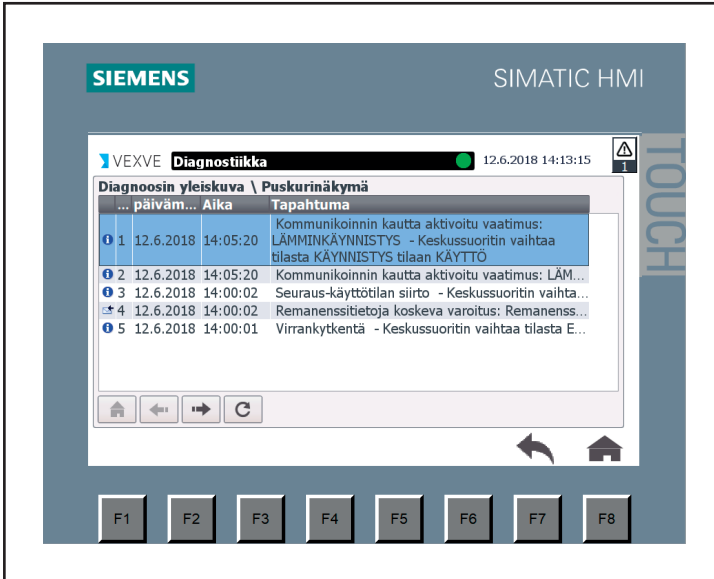 SIEMENS
SIMATIC HMI
TOUCH
VEXVE Diagnostiikka 12.6.2018 14:13:15
1
Diagnoosin yleiskuva \ Puskurinäkymä
... päiväm... Aika Tapahtuma
1 12.6.2018 14:05:20 Kommunikoinnin kautta aktivoitu vaatimus:
LÄMMINKÄYNNISTYS - Keskussuoritin vaihtaa
tilasta KÄYNNISTYS tilaan KÄYTTÖ
2 12.6.2018 14:05:20 Kommunikoinnin kautta aktivoitu vaatimus: LÄM...
3 12.6.2018 14:00:02 Seuraus-käyttötilan siirto - Keskussuoritin vaihta...
4 12.6.2018 14:00:02 Remanenssitietoja koskeva varoitus: Remanenss...
5 12.6.2018 14:00:01 Virrankytkentä - Keskussuoritin vaihtaa tilasta E...
F1 F2 F3 F4 F5 F6 F7 F8